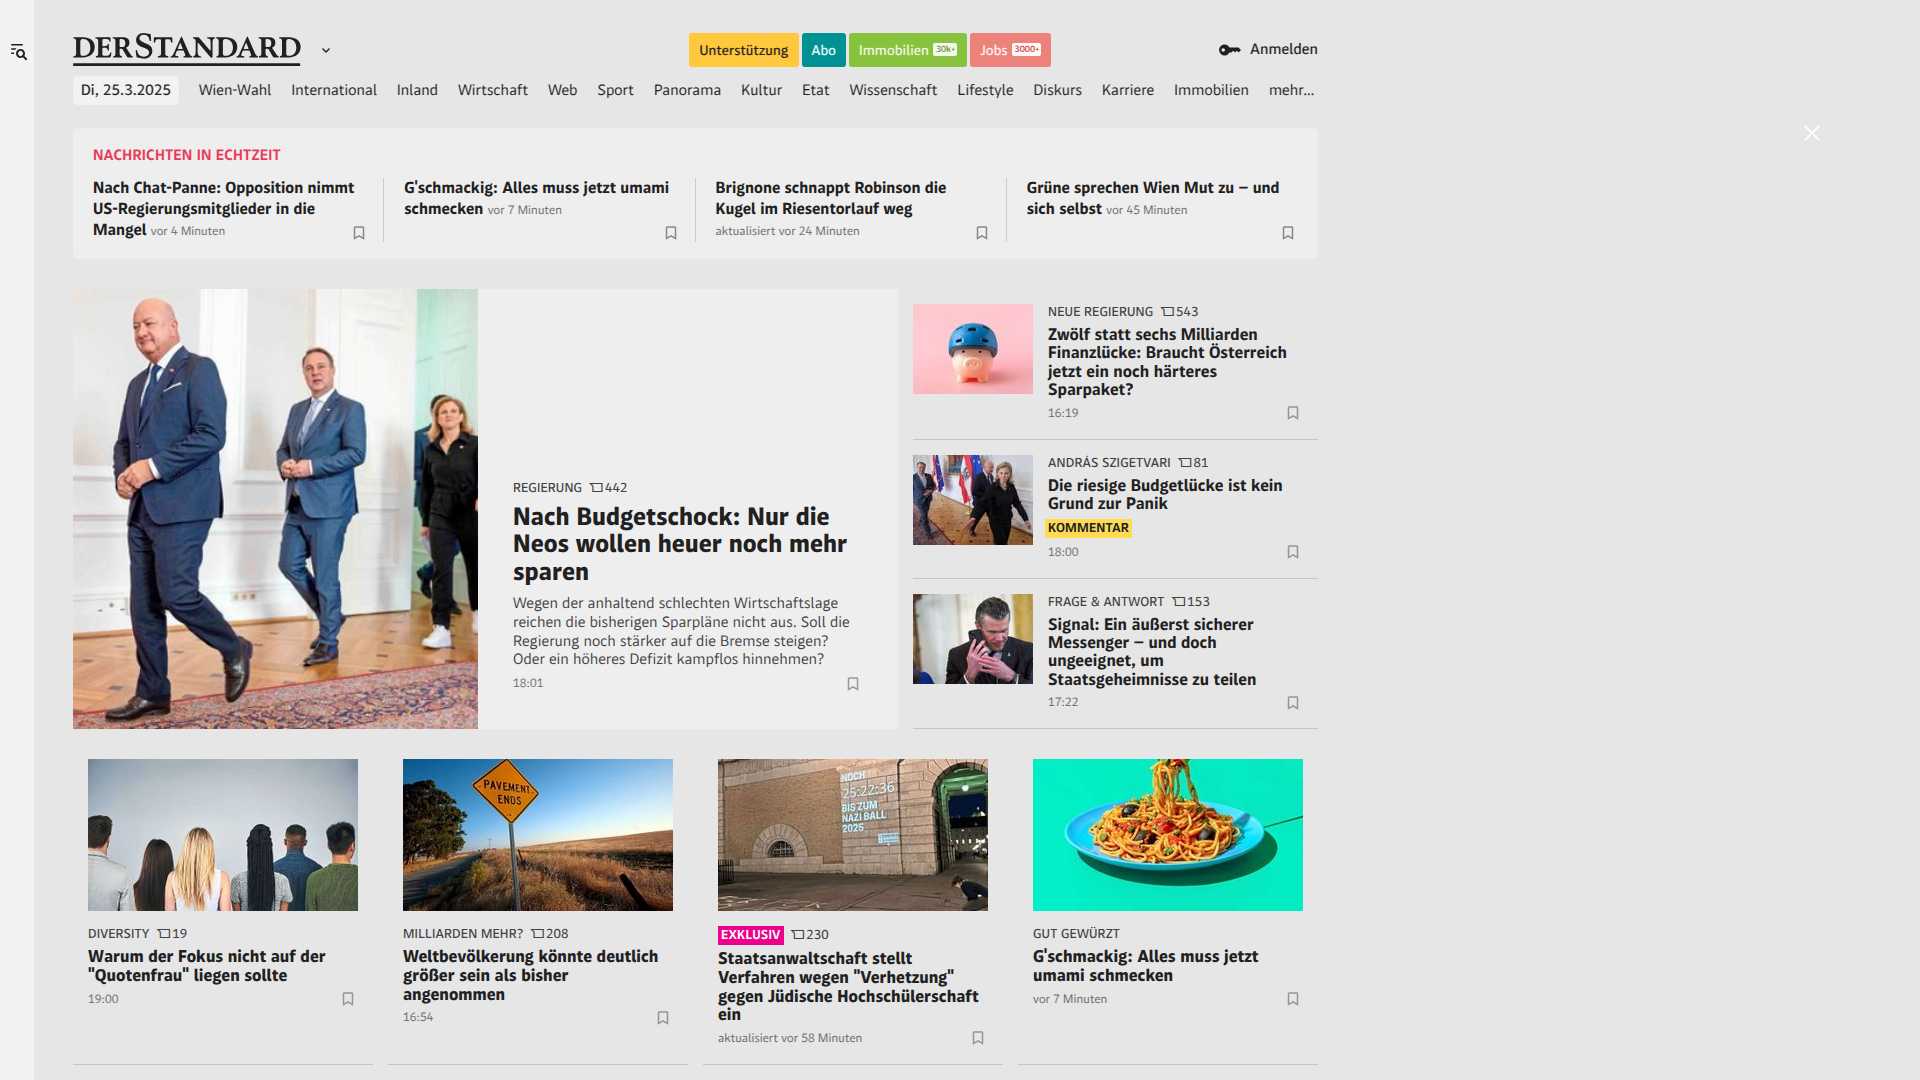 DERSTANDARD
Unterstützung
Abo
Immobilien 30k+
Jobs 3000+
Anmelden
Di, 25.3.2025
Wien-Wahl
International
Inland
Wirtschaft
Web
Sport
Panorama
Kultur
Etat
Wissenschaft
Lifestyle
Diskurs
Karriere
Immobilien
mehr...
NACHRICHTEN IN ECHTZEIT
Nach Chat-Panne: Opposition nimmt
US-Regierungsmitglieder in die
Mangel vor 4 Minuten
G'schmackig: Alles muss jetzt umami
schmecken vor 7 Minuten
Brignone schnappt Robinson die
Kugel im Riesentorlauf weg
aktualisiert vor 24 Minuten
Grüne sprechen Wien Mut zu – und
sich selbst vor 45 Minuten
REGIERUNG 442
Nach Budgetschock: Nur die
Neos wollen heuer noch mehr
sparen
Wegen der anhaltend schlechten Wirtschaftslage
reichen die bisherigen Sparpläne nicht aus. Soll die
Regierung noch stärker auf die Bremse steigen?
Oder ein höheres Defizit kampflos hinnehmen?
18:01
NEUE REGIERUNG 543
Zwölf statt sechs Milliarden
Finanzlücke: Braucht Österreich
jetzt ein noch härteres
Sparpaket?
16:19
ANDRÁS SZIGETVARI 81
Die riesige Budgetlücke ist kein
Grund zur Panik
KOMMENTAR
18:00
FRAGE & ANTWORT 153
Signal: Ein äußerst sicherer
Messenger – und doch
ungeeignet, um
Staatsgeheimnisse zu teilen
17:22
DIVERSITY 19
Warum der Fokus nicht auf der
"Quotenfrau" liegen sollte
19:00
PAVEMENT
ENDS
MILLIARDEN MEHR? 208
Weltbevölkerung könnte deutlich
größer sein als bisher
angenommen
16:54
NOCH
25:22:36
BIS ZUM
NAZI BALL
2025
EXKLUSIV 230
Staatsanwaltschaft stellt
Verfahren wegen "Verhetzung"
gegen Jüdische Hochschülerschaft
ein
aktualisiert vor 58 Minuten
GUT GEWÜRZT
G'schmackig: Alles muss jetzt
umami schmecken
vor 7 Minuten